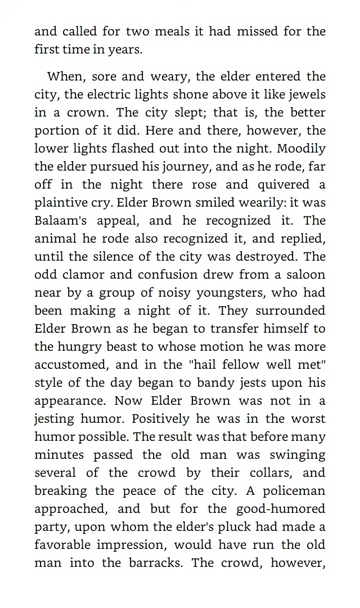 and called for two meals it had missed for the
first time in years.
When, sore and weary, the elder entered the
city, the electric lights shone above it like jewels
in a crown. The city slept; that is, the better
portion of it did. Here and there, however, the
lower lights flashed out into the night. Moodily
the elder pursued his journey, and as he rode, far
off in the night there rose and quivered a
plaintive cry. Elder Brown smiled wearily: it was
Balaam's appeal, and he recognized it. The
animal he rode also recognized it, and replied,
until the silence of the city was destroyed. The
odd clamor and confusion drew from a saloon
near by a group of noisy youngsters, who had
been making a night of it. They surrounded
Elder Brown as he began to transfer himself to
the hungry beast to whose motion he was more
accustomed, and in the "hail fellow well met"
style of the day began to bandy jests upon his
appearance. Now Elder Brown was not in a
jesting humor. Positively he was in the worst
humor possible. The result was that before many
minutes passed the old man was swinging
several of the crowd by their collars, and
breaking the peace of the city. A policeman
approached, and but for the good-humored
party, upon whom the elder's pluck had made a
favorable impression, would have run the old
man into the barracks. The crowd, however,